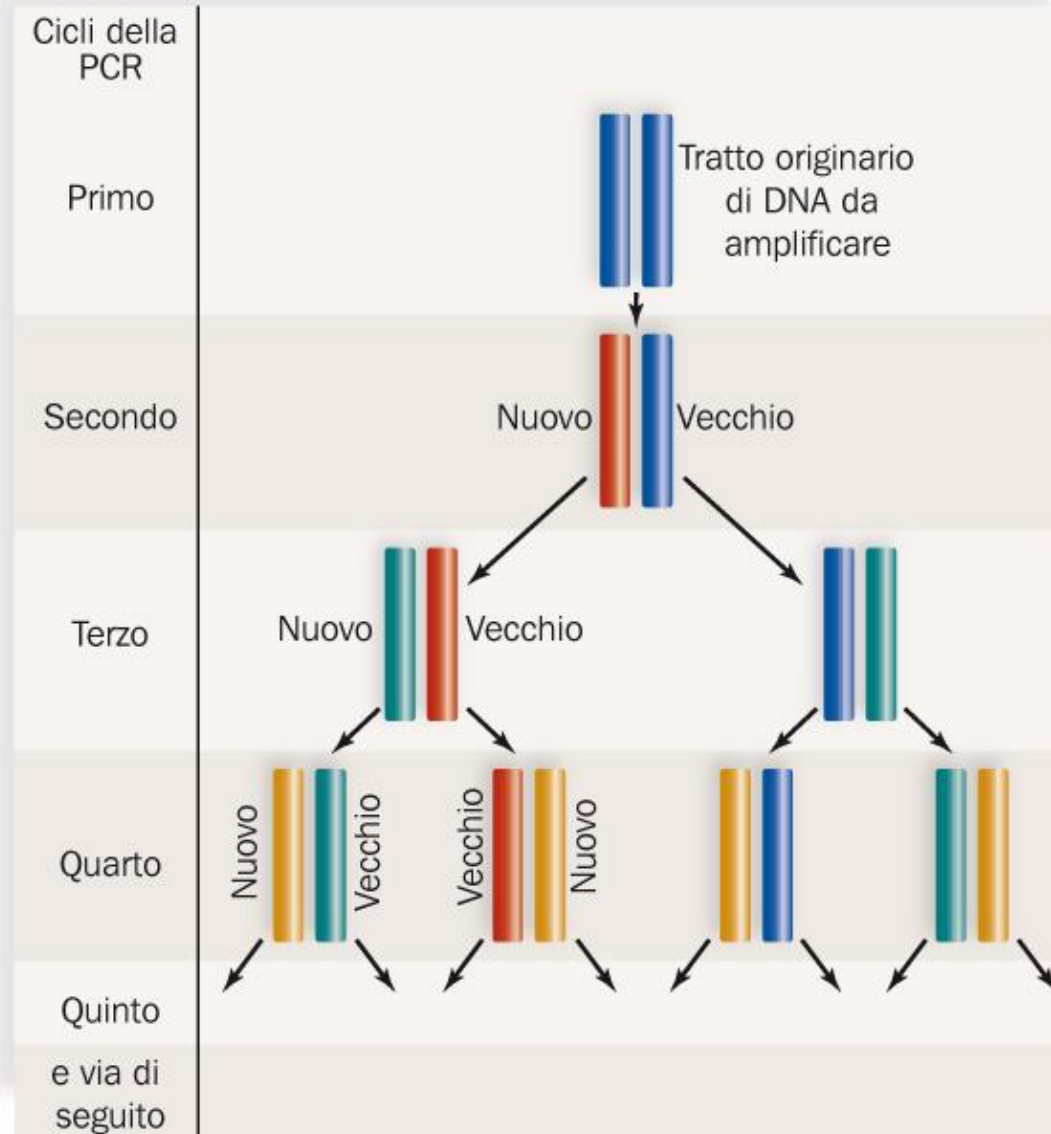 Cicli della
PCR
Primo
Tratto originario
di DNA da
amplificare
Secondo
Nuovo
Vecchio
Terzo
Nuovo
Vecchio
Quarto
Nuovo
Vecchio
Vecchio
Nuovo
Quinto
e via di
seguito